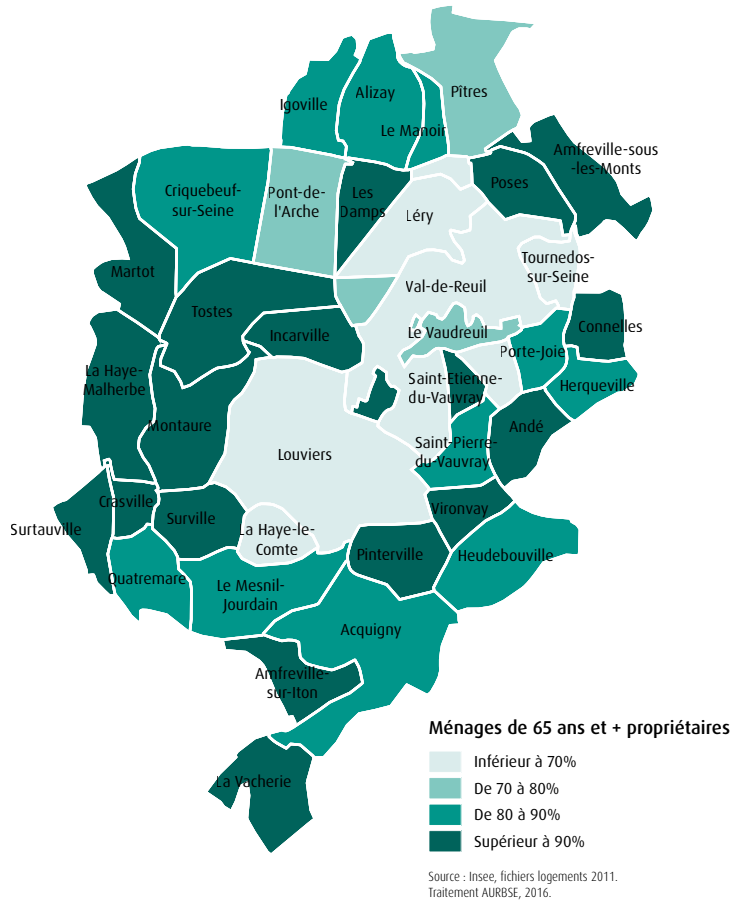 Pîtres
Alizay
Igoville
Le Manoir
Amfreville-sous
-les-Monts
Poses
Criquebeuf-
sur-Seine
Pont-de-
l'Arche
Les
Damps
Léry
Tournedos-
sur-Seine
Martot
Val-de-Reuil
Tostes
Incarville
Le Vaudreuil
Connelles
Porte-Joie
La Haye-
Malherbe
Saint-Etienne-
du-Vauvray
Herqueville
Montaure
Andé
Saint-Pierre-
du-Vauvray
Louviers
Crasville
Vironvay
Surtauville
Surville
La Haye-le-
Comte
Pinterville
Heudebouville
Quatremare
Le Mesnil-
Jourdain
Acquigny
Amfreville-
sur-Iton
La Vacherie
Ménages de 65 ans et + propriétaires
Inférieur à 70%
De 70 à 80%
De 80 à 90%
Supérieur à 90%
Source : Insee, fichiers logements 2011.
Traitement AURBSE, 2016.